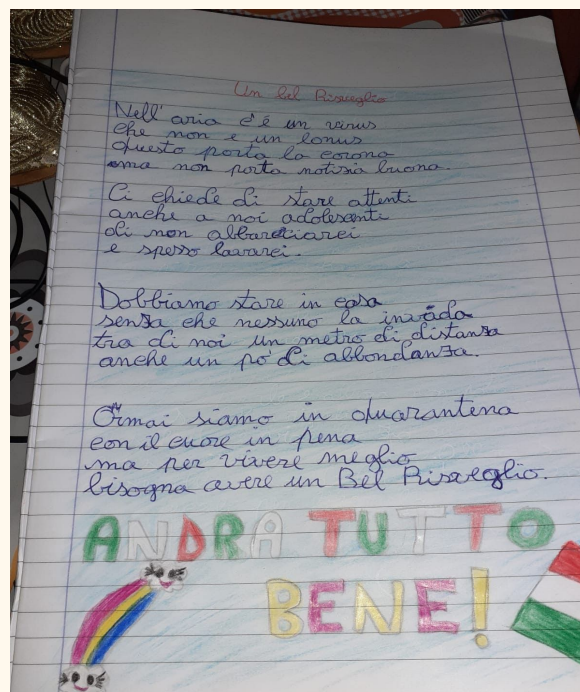 Un bel Risveglio
Nell' aria c'è un virus
che non è un bonus
questo porta la corona
ma non porta notizia buona.
Ci chiede di stare attenti
anche a noi adolescenti
di non abbracciarci
e spesso lavarci.
Dobbiamo stare in casa
senza che nessuno la invada
tra di noi un metro di distanza
anche un po' di abbondanza.
Ormai siamo in quarantena
con il cuore in pena
ma per vivere meglio
bisogna avere un Bel Risveglio.
ANDRA TUTTO
BENE!